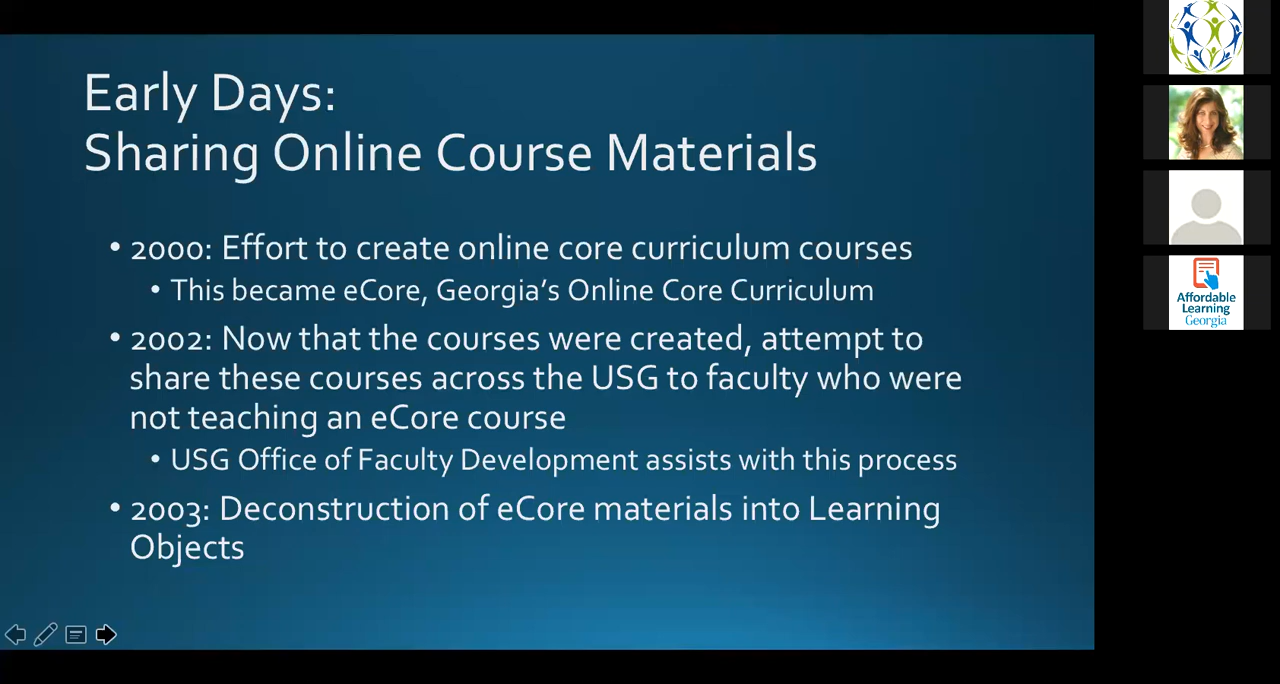 Early Days:
Sharing Online Course Materials
• 2000: Effort to create online core curriculum courses
• This became eCore, Georgia's Online Core Curriculum
• 2002: Now that the courses were created, attempt to
share these courses across the USG to faculty who were
not teaching an eCore course
• USG Office of Faculty Development assists with this process
• 2003: Deconstruction of eCore materials into Learning
Objects
Affordable
Learning
Georgia